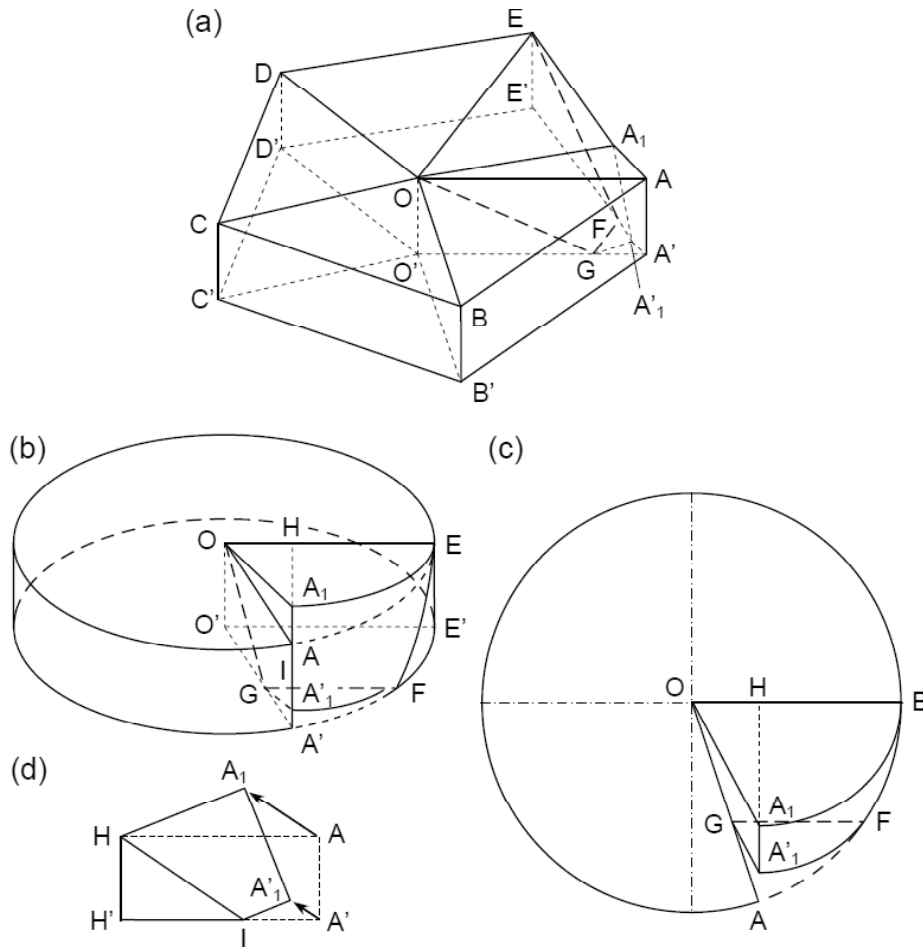 (a)
E
D
E'
D'
A₁
O
A
C
F
O'
G
A'
C'
B
A'₁
B'
(b)
(c)
H
O
E
A₁
O'
E'
A
I
G
A'₁
F
A'
O
H
E
A₁
G
F
A'₁
A
(d)
A₁
H
A
A'₁
H'
I
A'